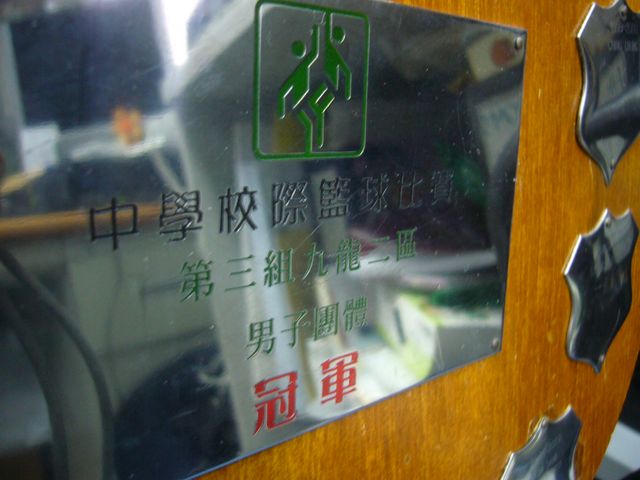 中學校際籃球比賽
第三組九龍二區
男子團體
冠軍